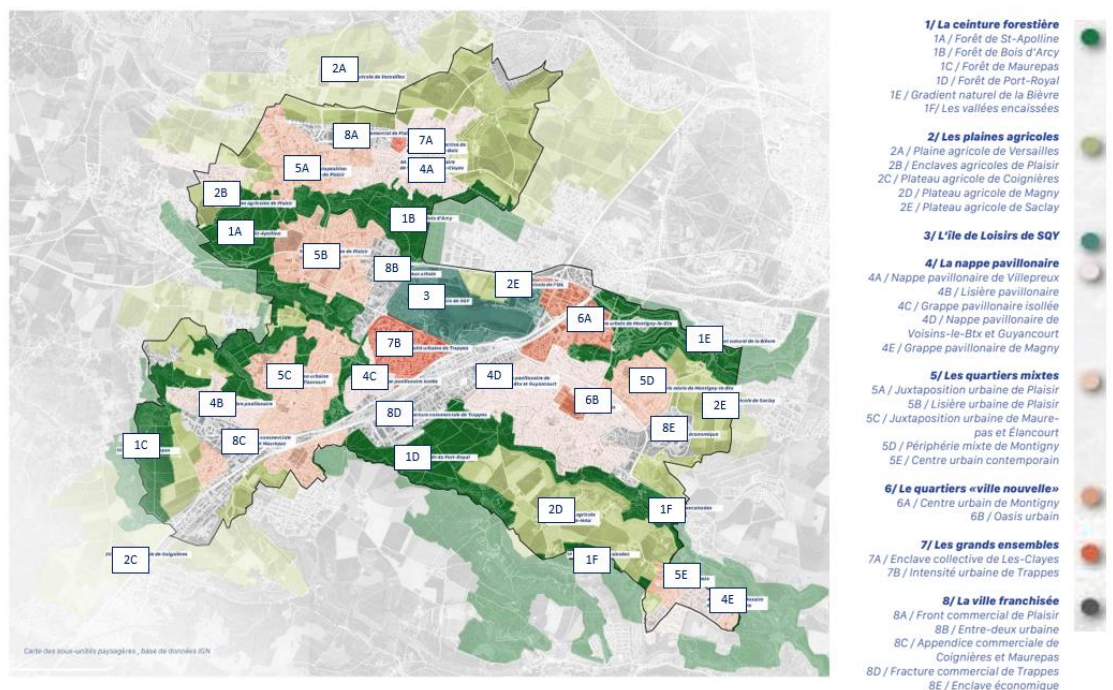 2A
8A
7A
5A
4A
2B
1B
1A
5B
8B
2E
3
6A
7B
1E
5C
4C
4D
5D
4B
6B
2E
8D
8E
8C
1C
1D
2D
1F
1F
2C
5E
4E
Carte des sous-unités paysagères , base de données IGN
1/ La ceinture forestière
1A / Forêt de St-Apolline
1B / Forêt de Bois d'Arcy
1C / Forêt de Maurepas
1D / Forêt de Port-Royal
1E / Gradient naturel de la Bièvre
1F/ Les vallées encaissées
2/ Les plaines agricoles
2A / Plaine agricole de Versailles
2B / Enclaves agricoles de Plaisir
2C / Plateau agricole de Coignières
2D / Plateau agricole de Magny
2E / Plateau agricole de Saclay
3/ L'île de Loisirs de SQY
4/ La nappe pavillonaire
4A / Nappe pavillonaire de Villepreux
4B / Lisière pavillonaire
4C / Grappe pavillonaire isollée
4D / Nappe pavillonaire de
Voisins-le-Btx et Guyancourt
4E / Grappe pavillonaire de Magny
5/ Les quartiers mixtes
5A / Juxtaposition urbaine de Plaisir
5B / Lisière urbaine de Plaisir
5C / Juxtaposition urbaine de Maure-
pas et Élancourt
5D / Périphérie mixte de Montigny
5E / Centre urbain contemporain
6/ Le quartiers «ville nouvelle»
6A / Centre urbain de Montigny
6B / Oasis urbain
7/ Les grands ensembles
7A / Enclave collective de Les-Clayes
7B / Intensité urbaine de Trappes
8/ La ville franchisée
8A / Front commercial de Plaisir
8B / Entre-deux urbaine
8C / Appendice commerciale de
Coignières et Maurepas
8D / Fracture commercial de Trappes
8E / Enclave économique